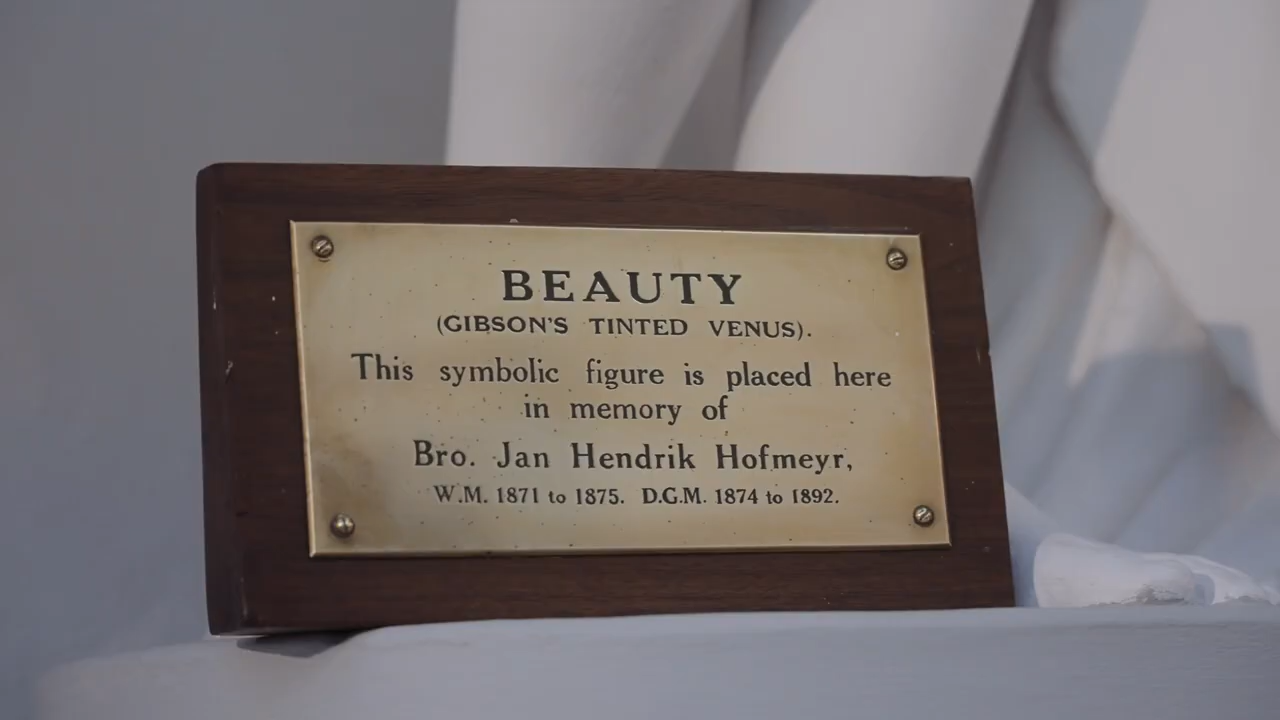 BEAUTY
(GIBSON'S TINTED VENUS).
This symbolic figure is placed here
in memory of
Bro. Jan Hendrik Hofmeyr,
W.M. 1871 to 1875. D.G.M. 1874 to 1892.